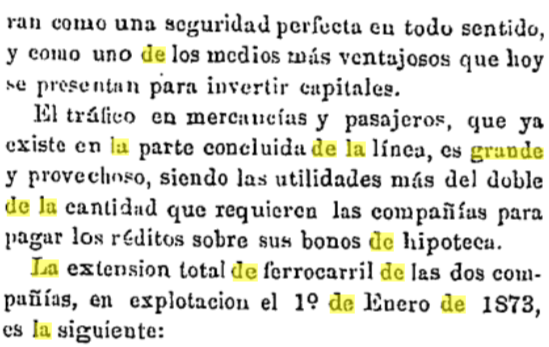 ran como una seguridad perfecta en todo sentido,
y como uno de los medios más ventajosos que hoy
se presentan para invertir capitales.
El tráfico en mercancías y pasajeros, que ya
existe en la parte concluida de la línea, es grande
y provechoso, siendo las utilidades más del doble
de la cantidad que requieren las compañías para
pagar los réditos sobre sus bonos de hipoteca.
La extension total de ferrocarril de las dos com-
pañías, en explotacion el 1º de Enero de 1873,
es la siguiente: